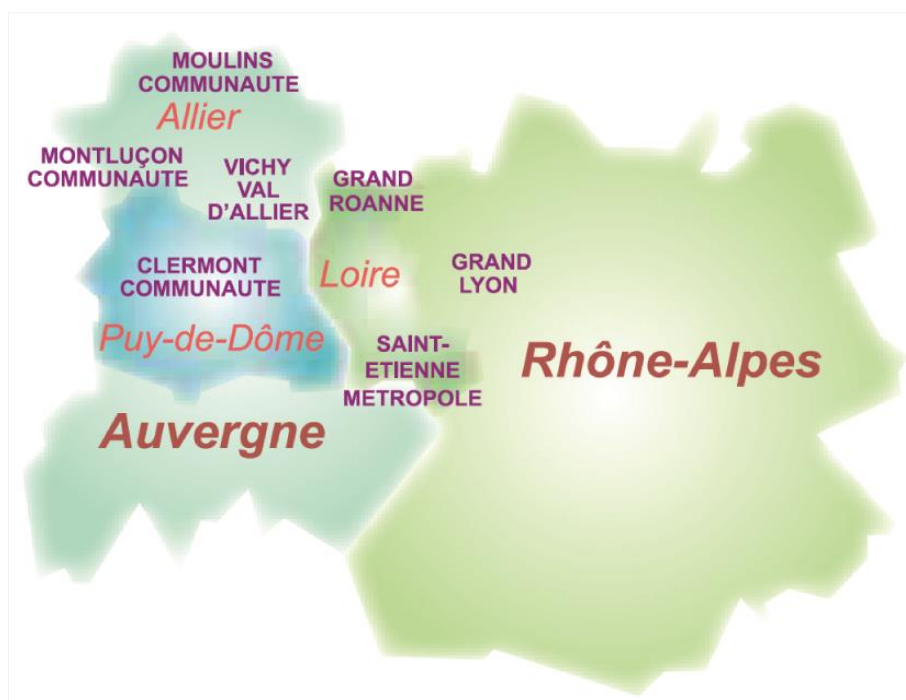 MOULINS
COMMUNAUTE
Allier
MONTLUÇON
COMMUNAUTE
VICHY
VAL
D'ALLIER
GRAND
ROANNE
CLERMONT
COMMUNAUTE
Loire
GRAND
LYON
Puy-de-Dôme
SAINT-
ETIENNE
METROPOLE
Rhône-Alpes
Auvergne